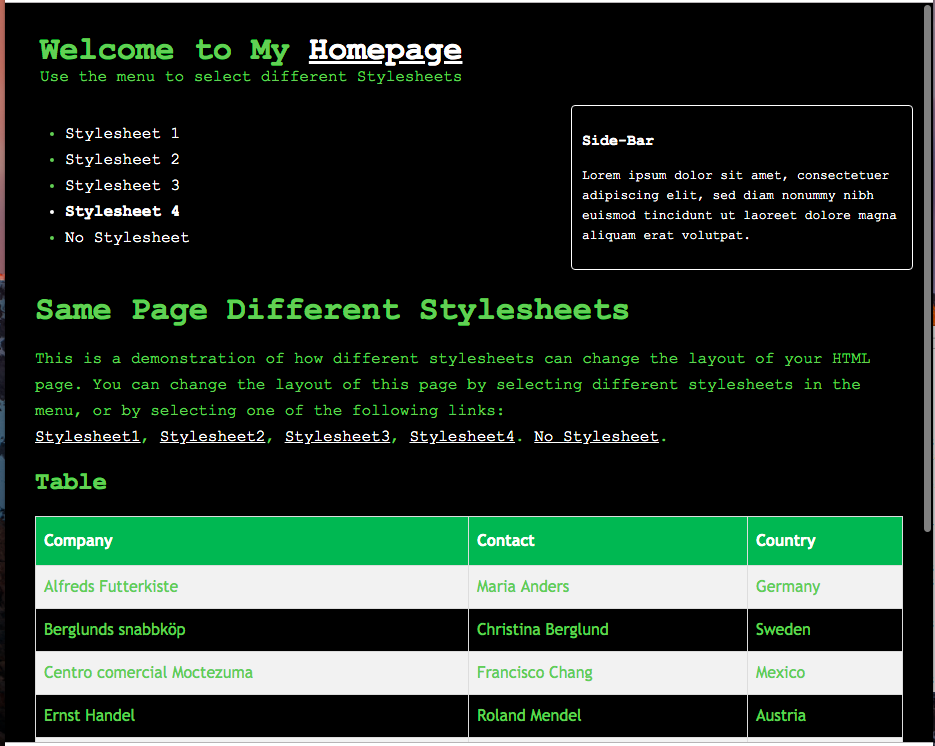 Welcome to My Homepage
Use the menu to select different Stylesheets
Stylesheet 1
Stylesheet 2
Stylesheet 3
Stylesheet 4
No Stylesheet
Side-Bar
Lorem ipsum dolor sit amet, consectetuer
adipiscing elit, sed diam nonummy nibh
euismod tincidunt ut laoreet dolore magna
aliquam erat volutpat.
Same Page Different Stylesheets
This is a demonstration of how different stylesheets can change the layout of your HTML
page. You can change the layout of this page by selecting different stylesheets in the
menu, or by selecting one of the following links:
Stylesheet1, Stylesheet2, Stylesheet3, Stylesheet4. No Stylesheet.
Table
Company Contact Country
Alfreds Futterkiste Maria Anders Germany
Berglunds snabbköp Christina Berglund Sweden
Centro comercial Moctezuma Francisco Chang Mexico
Ernst Handel Roland Mendel Austria